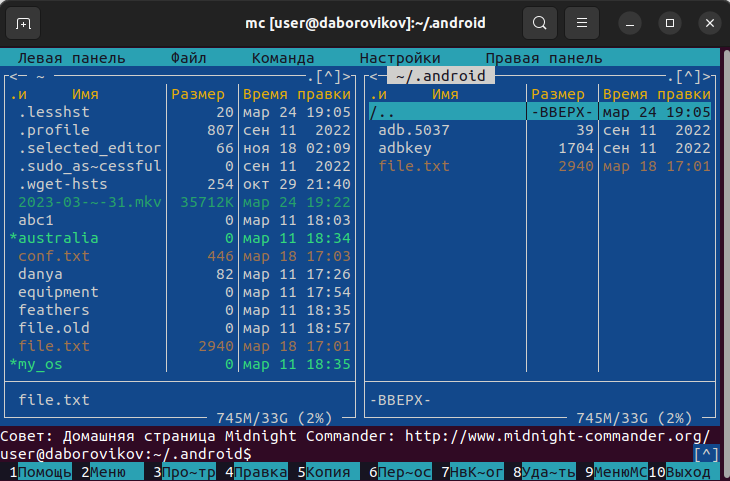 mc [user@daborovikov]:~/.android
Левая панель Файл Команда Настройки Правая панель
<— ~ .[^]> <— ~/.android .[^]>
.и Имя Размер Время правки .и Имя Размер Время правки
.lesshst 20 мар 24 19:05 /.. -ВВЕРХ- мар 24 19:05
.profile 807 сен 11 2022 adb.5037 39 сен 11 2022
.selected_editor 66 ноя 18 02:09 adbkey 1704 сен 11 2022
.sudo_as~cessful 0 сен 11 2022 file.txt 2940 мар 18 17:01
.wget-hsts 254 окт 29 21:40
2023-03-~-31.mkv 35712K мар 24 19:22
abc1 0 мар 11 18:03
*australia 0 мар 11 18:34
conf.txt 446 мар 18 17:03
danya 82 мар 11 17:26
equipment 0 мар 11 17:54
feathers 0 мар 11 18:35
file.old 0 мар 11 18:57
file.txt 2940 мар 18 17:01
*my_os 0 мар 11 18:35
file.txt -ВВЕРХ-
745M/33G (2%) 745M/33G (2%)
Совет: Домашняя страница Midnight Commander: http://www.midnight-commander.org/
user@daborovikov:~/.android$ [^]
1Помощь 2Меню 3Про~тр 4Правка 5Копия 6Пер~ос 7НвК~ог 8Уда~ть 9МенюMC 10Выход